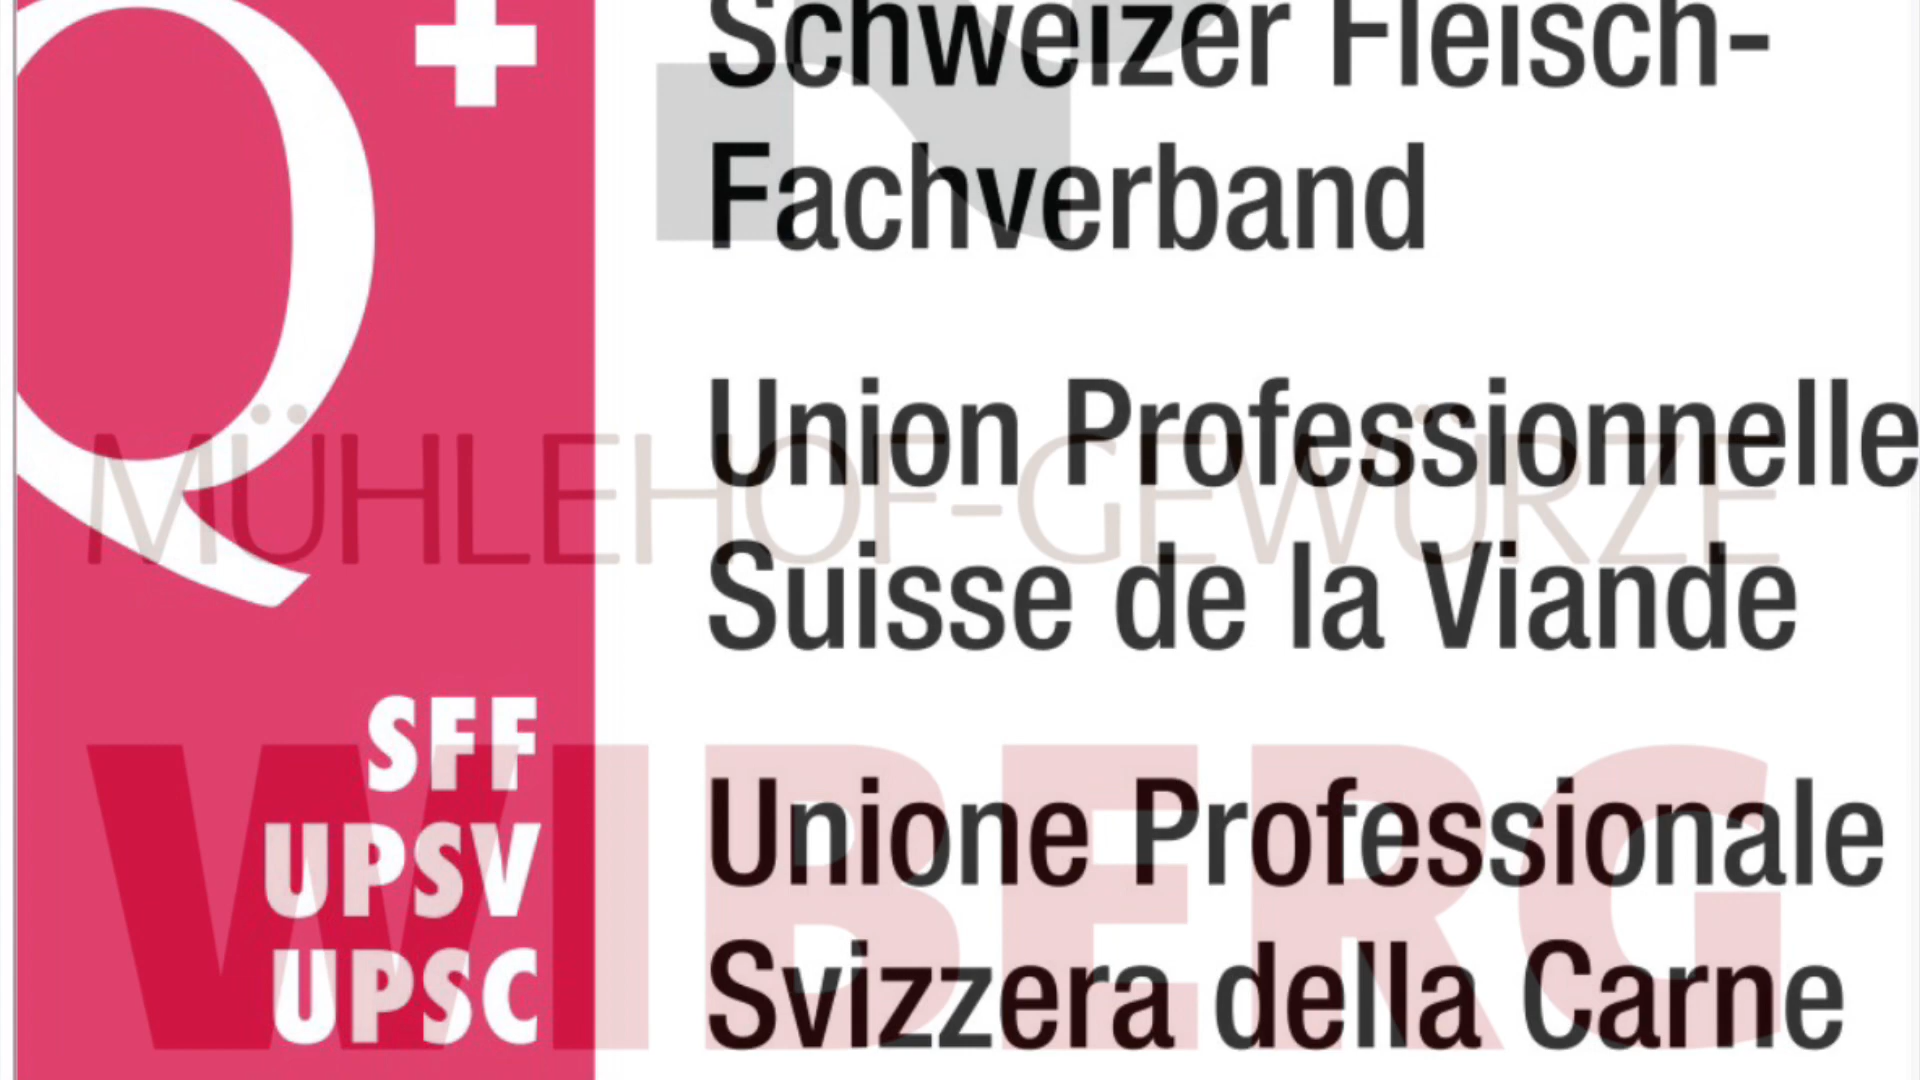 Q+
Schweizer Fleisch-
Fachverband
Union Professionnelle
MÜHLEHOF-GEWÜRZE
Suisse de la Viande
SFF
UPSV
UPSC
WIBERG
Unione Professionale
Svizzera della Carne